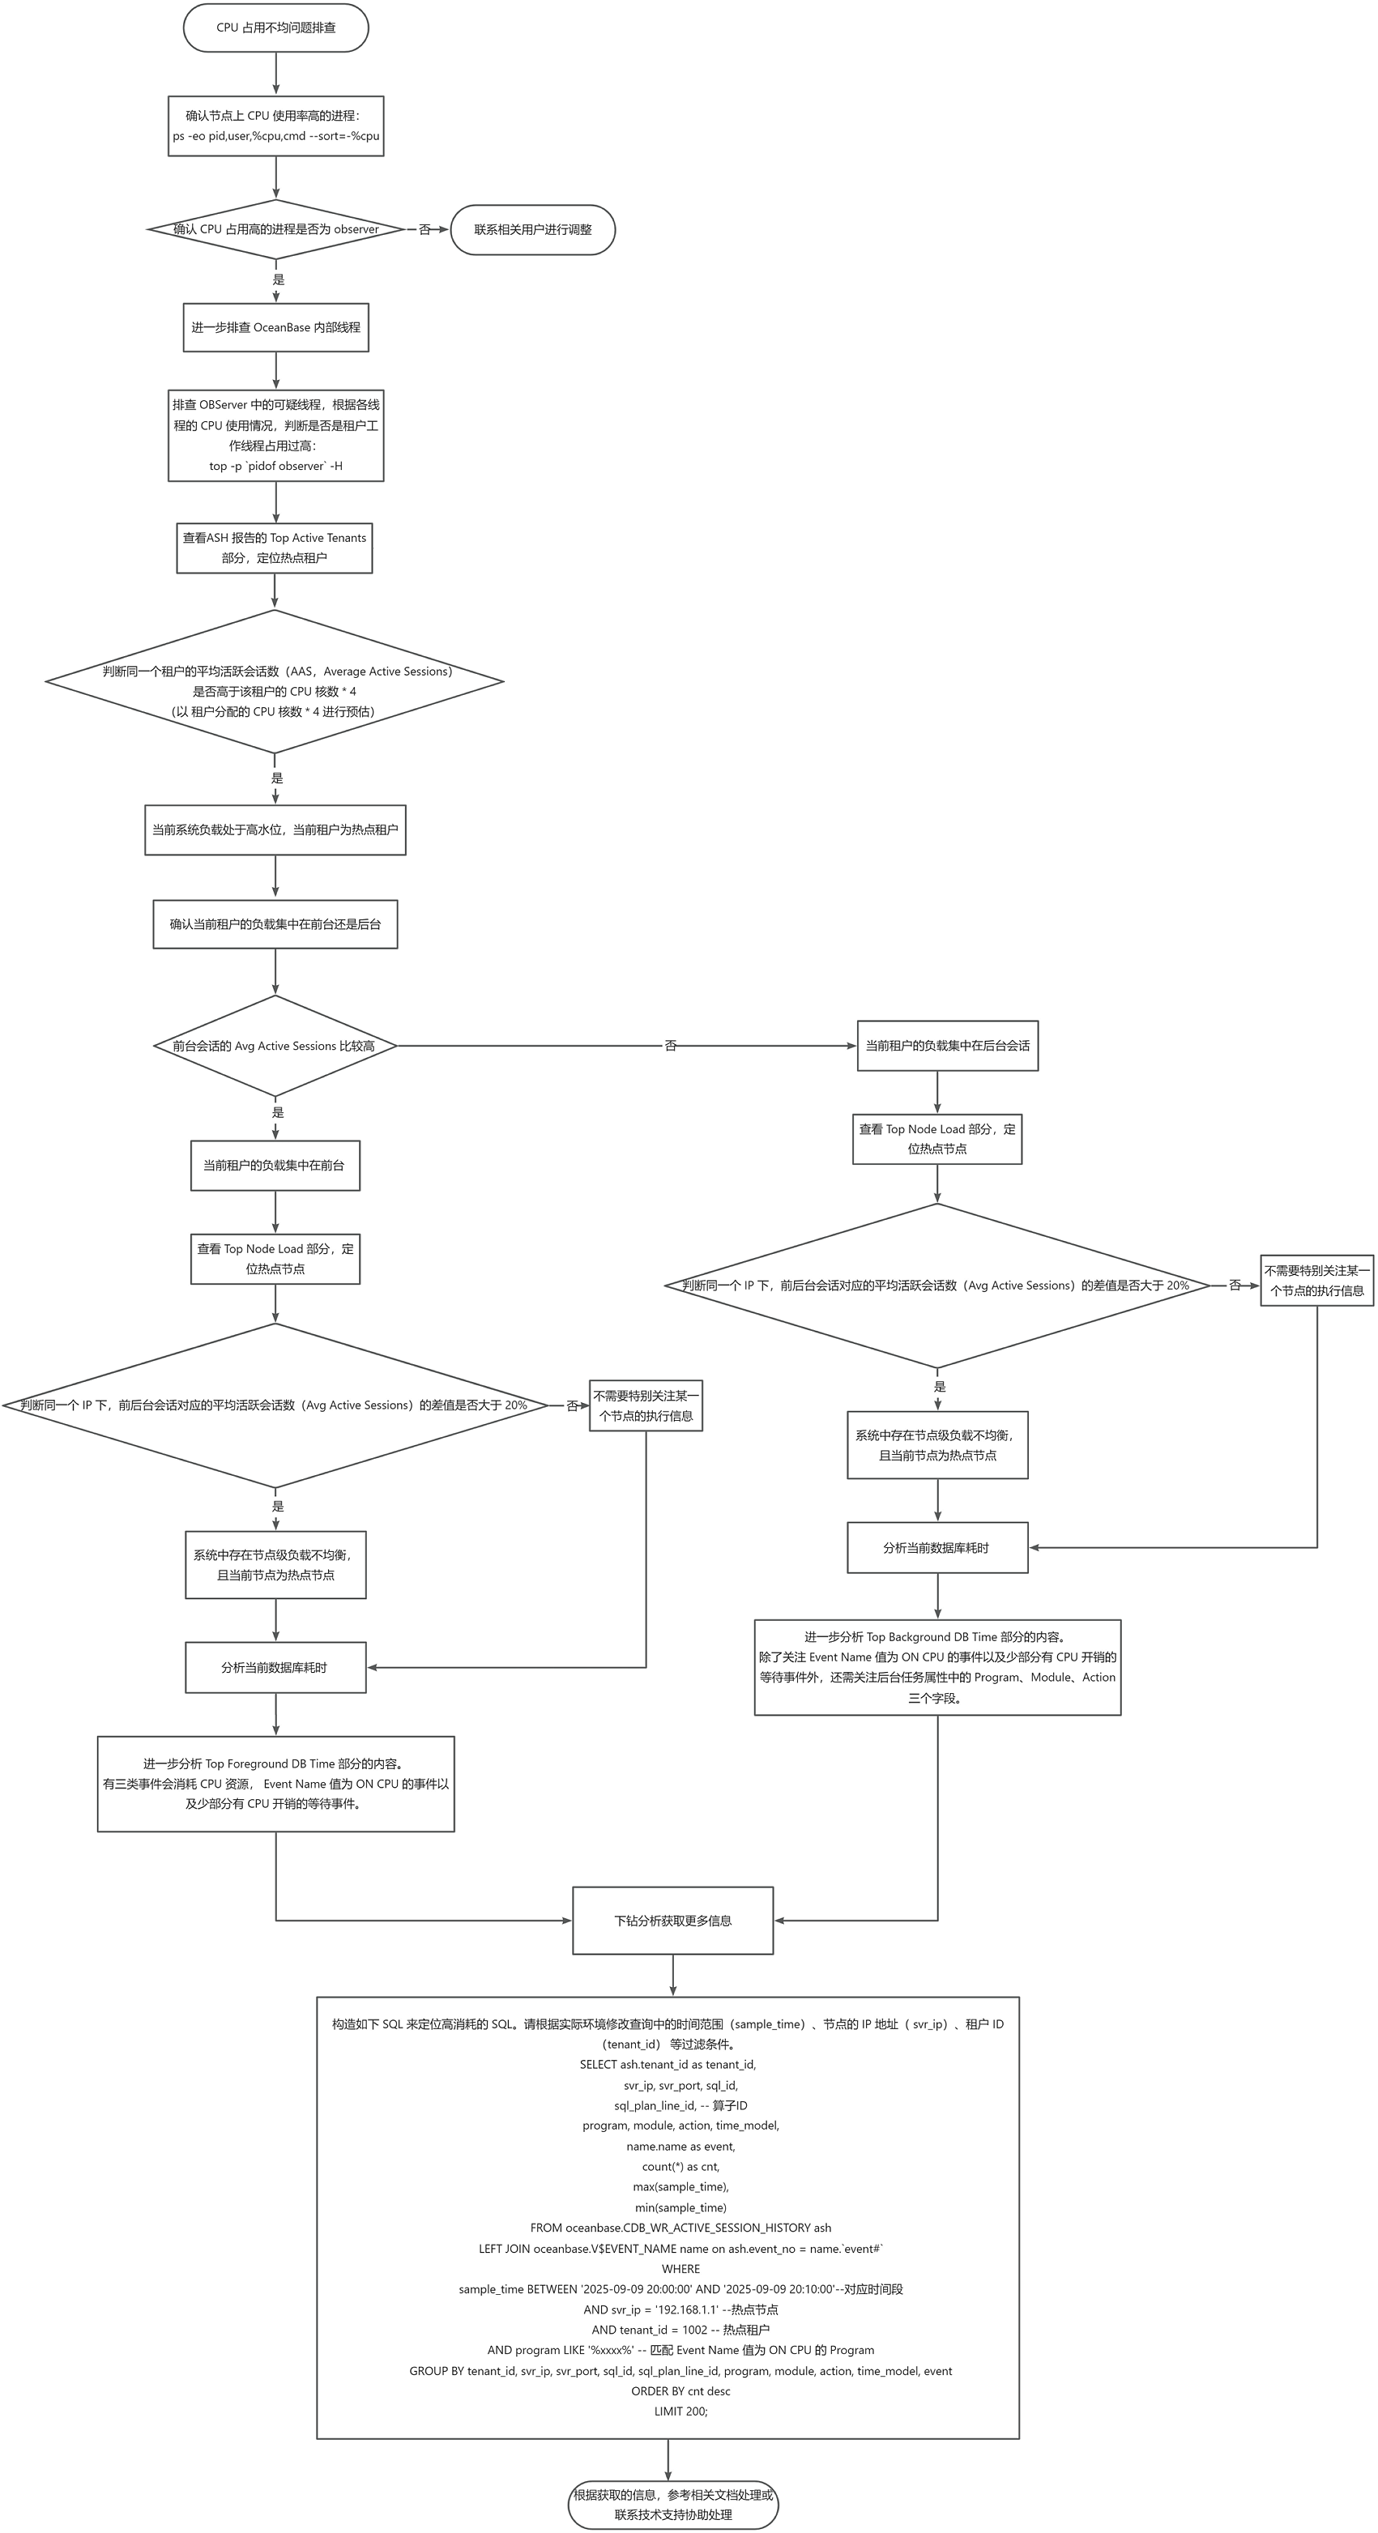 CPU 占用不均问题排查
确认节点上 CPU 使用率高的进程：
ps -eo pid,user,%cpu,cmd --sort=-%cpu
确认 CPU 占用高的进程是否为 observer
否
联系相关用户进行调整
是
进一步排查 OceanBase 内部线程
排查 OBServer 中的可疑线程，根据各线
程的 CPU 使用情况，判断是否是租户工
作线程占用过高：
top -p `pidof observer` -H
查看ASH 报告的 Top Active Tenants
部分，定位热点租户
判断同一个租户的平均活跃会话数（AAS，Average Active Sessions）
是否高于该租户的 CPU 核数 * 4
（以 租户分配的 CPU 核数 * 4 进行预估）
是
当前系统负载处于高水位，当前租户为热点租户
确认当前租户的负载集中在前台还是后台
前台会话的 Avg Active Sessions 比较高
否
当前租户的负载集中在后台会话
是
当前租户的负载集中在前台
查看 Top Node Load 部分，定
位热点节点
查看 Top Node Load 部分，定
位热点节点
判断同一个 IP 下，前后台会话对应的平均活跃会话数（Avg Active Sessions）的差值是否大于 20%
否
不需要特别关注某一
个节点的执行信息
是
系统中存在节点级负载不均衡，
且当前节点为热点节点
分析当前数据库耗时
进一步分析 Top Background DB Time 部分的内容。
除了关注 Event Name 值为 ON CPU 的事件以及少部分有 CPU 开销的
等待事件外，还需关注后台任务属性中的 Program、Module、Action
三个字段。
判断同一个 IP 下，前后台会话对应的平均活跃会话数（Avg Active Sessions）的差值是否大于 20%
否
不需要特别关注某一
个节点的执行信息
是
系统中存在节点级负载不均衡，
且当前节点为热点节点
分析当前数据库耗时
进一步分析 Top Foreground DB Time 部分的内容。
有三类事件会消耗 CPU 资源， Event Name 值为 ON CPU 的事件以
及少部分有 CPU 开销的等待事件。
下钻分析获取更多信息
构造如下 SQL 来定位高消耗的 SQL。请根据实际环境修改查询中的时间范围（sample_time）、节点的 IP 地址（ svr_ip）、租户 ID
（tenant_id） 等过滤条件。
SELECT ash.tenant_id as tenant_id,
svr_ip, svr_port, sql_id,
sql_plan_line_id, -- 算子ID
program, module, action, time_model,
name.name as event,
count(*) as cnt,
max(sample_time),
min(sample_time)
FROM oceanbase.CDB_WR_ACTIVE_SESSION_HISTORY ash
LEFT JOIN oceanbase.V$EVENT_NAME name on ash.event_no = name.`event#`
WHERE
sample_time BETWEEN '2025-09-09 20:00:00' AND '2025-09-09 20:10:00'--对应时间段
AND svr_ip = '192.168.1.1' --热点节点
AND tenant_id = 1002 -- 热点租户
AND program LIKE '%xxxx%' -- 匹配 Event Name 值为 ON CPU 的 Program
GROUP BY tenant_id, svr_ip, svr_port, sql_id, sql_plan_line_id, program, module, action, time_model, event
ORDER BY cnt desc
LIMIT 200;
根据获取的信息，参考相关文档处理或
联系技术支持协助处理